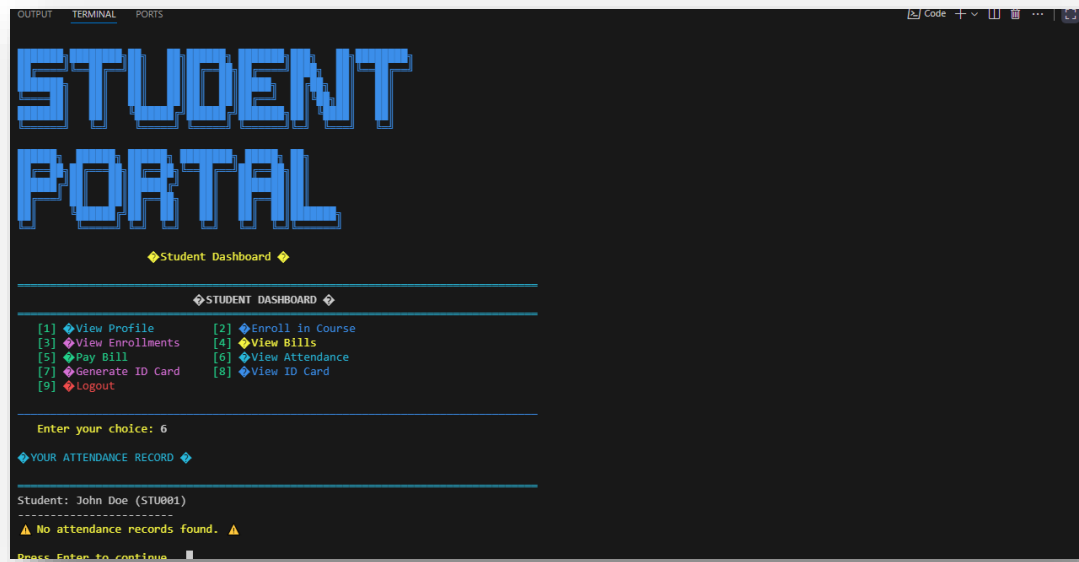 OUTPUT TERMINAL PORTS Code
STUDENT
PORTAL
�Student Dashboard �
�STUDENT DASHBOARD �
[1] �View Profile [2] �Enroll in Course
[3] �View Enrollments [4] �View Bills
[5] �Pay Bill [6] �View Attendance
[7] �Generate ID Card [8] �View ID Card
[9] �Logout
Enter your choice: 6
�YOUR ATTENDANCE RECORD �
Student: John Doe (STU001)
------------------------
⚠ No attendance records found. ⚠
Press Enter to continue